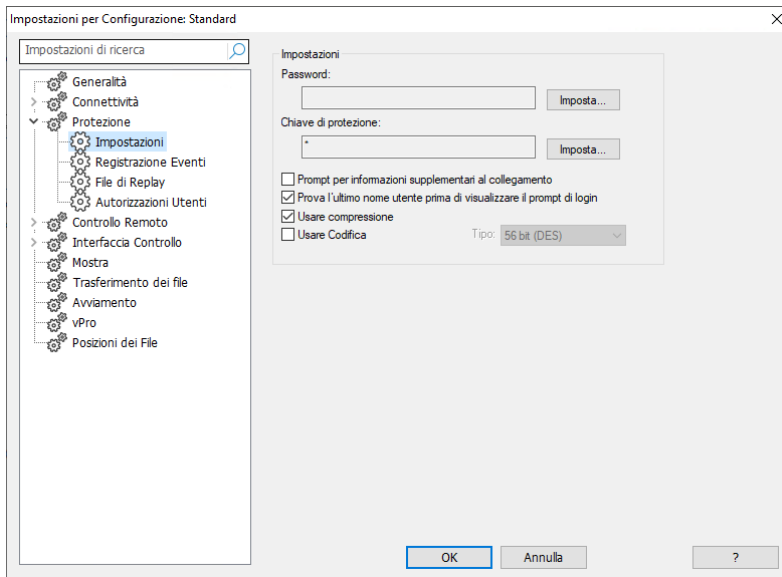 Impostazioni per Configurazione: Standard
Impostazioni di ricerca
Generalità
Connettività
Protezione
Impostazioni
Registrazione Eventi
File di Replay
Autorizzazioni Utenti
Controllo Remoto
Interfaccia Controllo
Mostra
Trasferimento dei file
Avviamento
vPro
Posizioni dei File
Impostazioni
Password:
Imposta...
Chiave di protezione:
*
Imposta...
Prompt per informazioni supplementari al collegamento
Prova l'ultimo nome utente prima di visualizzare il prompt di login
Usare compressione
Usare Codifica
Tipo: 56 bit (DES)
OK Annulla ?